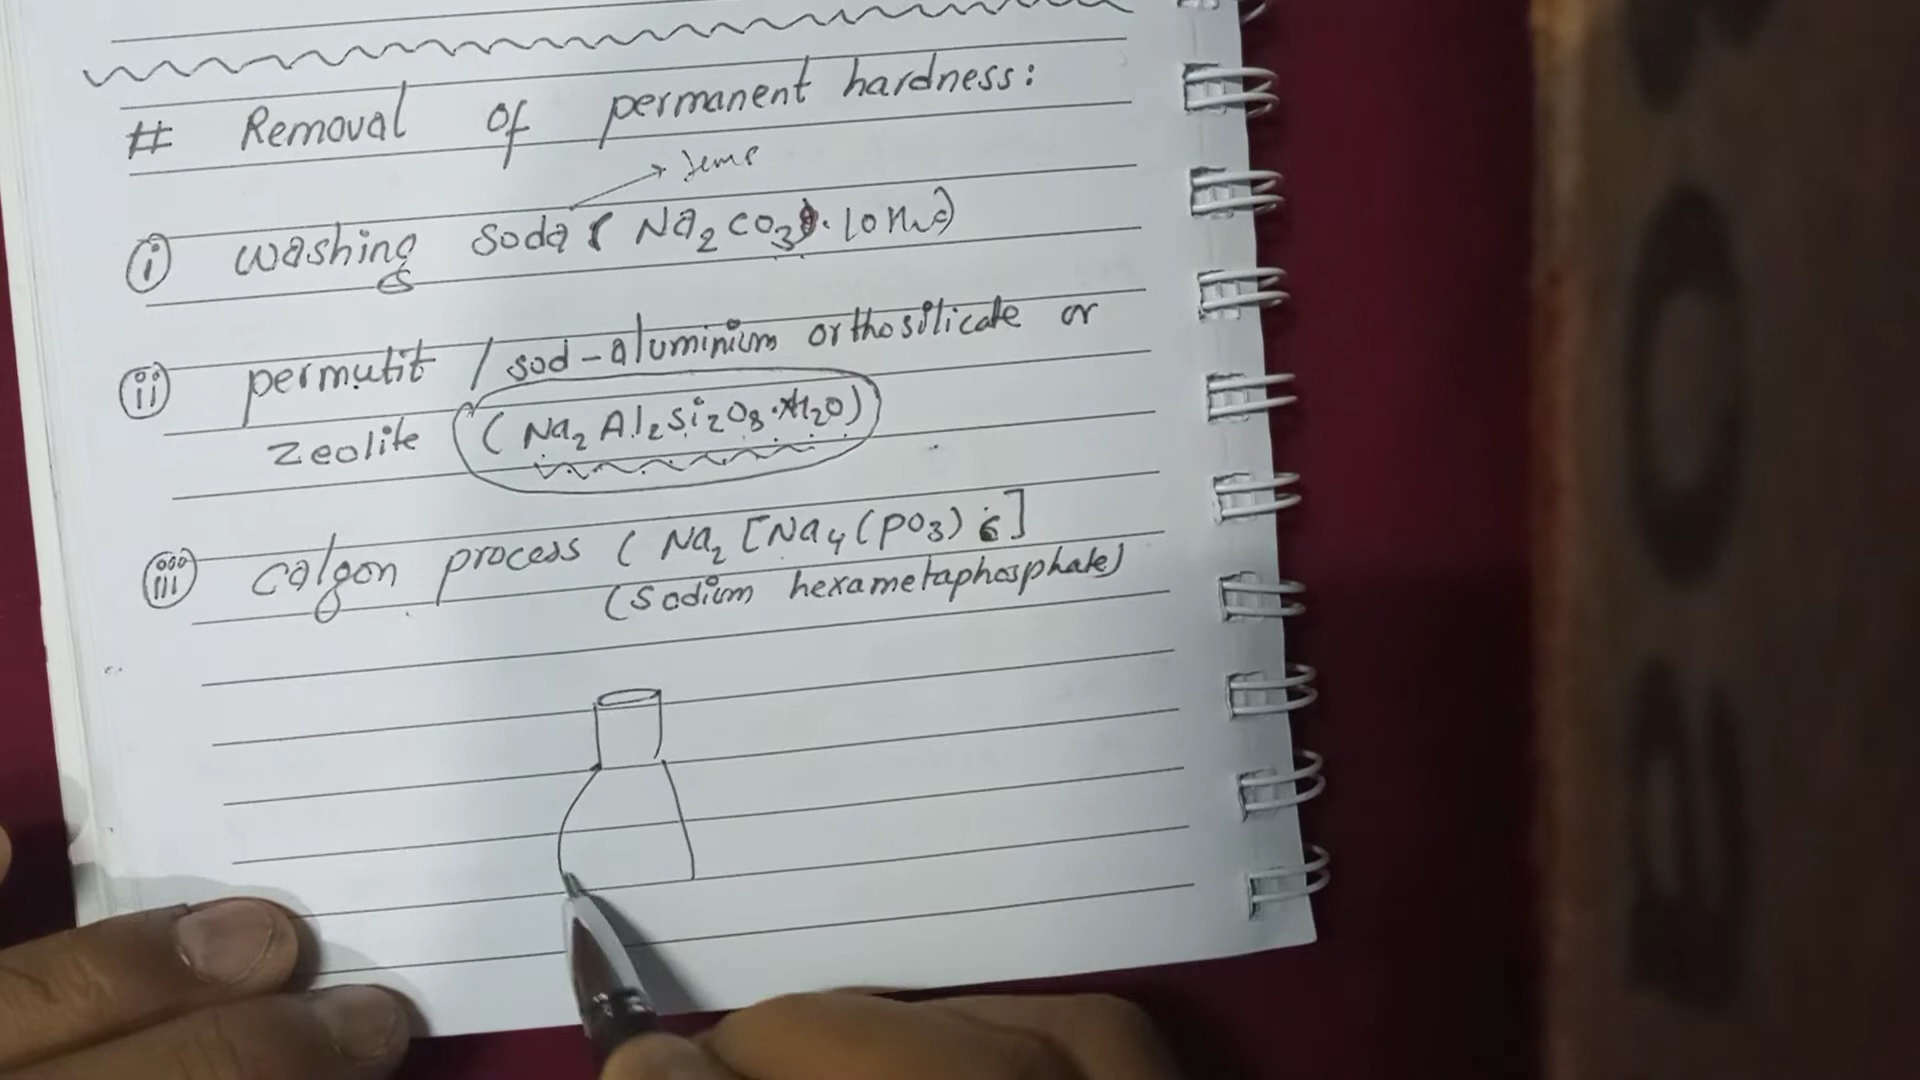 # Removal of permanent hardness:
→ temp
(i) washing soda ( Na₂CO₃.10H₂O)
(ii) permutit / sod-aluminium orthosilicate or
zeolite (Na₂Al₂Si₂O₈.xH₂O)
(iii) calgon process ( Na₂ [Na₄(PO₃)₆]
(sodium hexametaphosphate)